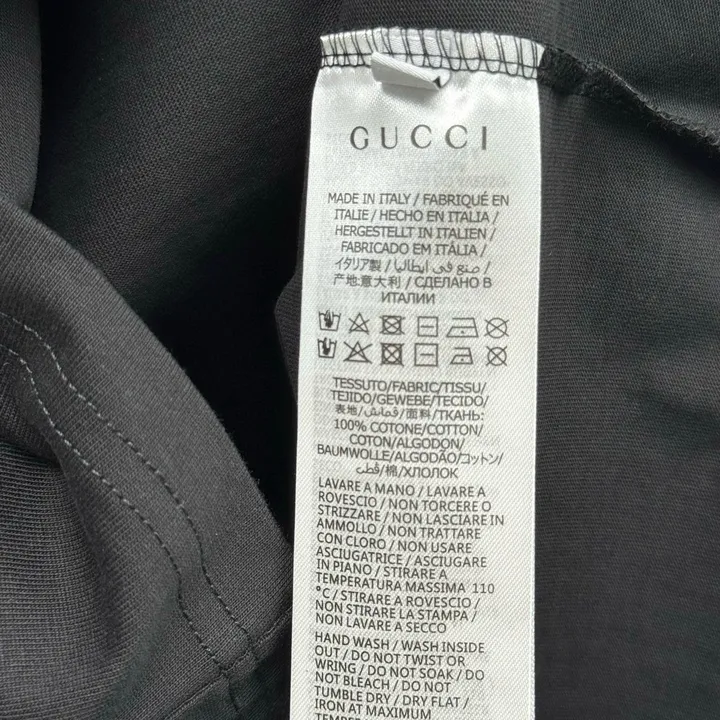 GUCCI
MADE IN ITALY / FABRIQUÉ EN
ITALIE / HECHO EN ITALIA /
HERGESTELLT IN ITALIEN /
FABRICADO EM ITÁLIA /
イタリア製 / صنع في ايطاليا /
产地:意大利 / СДЕЛАНО В
ИТАЛИИ
TESSUTO/FABRIC/TISSU/
TEJIDO/GEWEBE/TECIDO/
表地/قماش/面料/ТКАНЬ:
100% COTONE/COTTON/
COTON/ALGODON/
BAUMWOLLE/ALGODÃO/コットン/
قطن/棉/ХЛОПОК
LAVARE A MANO / LAVARE A
ROVESCIO / NON TORCERE O
STRIZZARE / NON LASCIARE IN
AMMOLLO / NON TRATTARE
CON CLORO / NON USARE
ASCIUGATRICE / ASCIUGARE
IN PIANO / STIRARE A
TEMPERATURA MASSIMA 110
°C / STIRARE A ROVESCIO /
NON STIRARE LA STAMPA /
NON LAVARE A SECCO
HAND WASH / WASH INSIDE
OUT / DO NOT TWIST OR
WRING / DO NOT SOAK / DO
NOT BLEACH / DO NOT
TUMBLE DRY / DRY FLAT /
IRON AT MAXIMUM